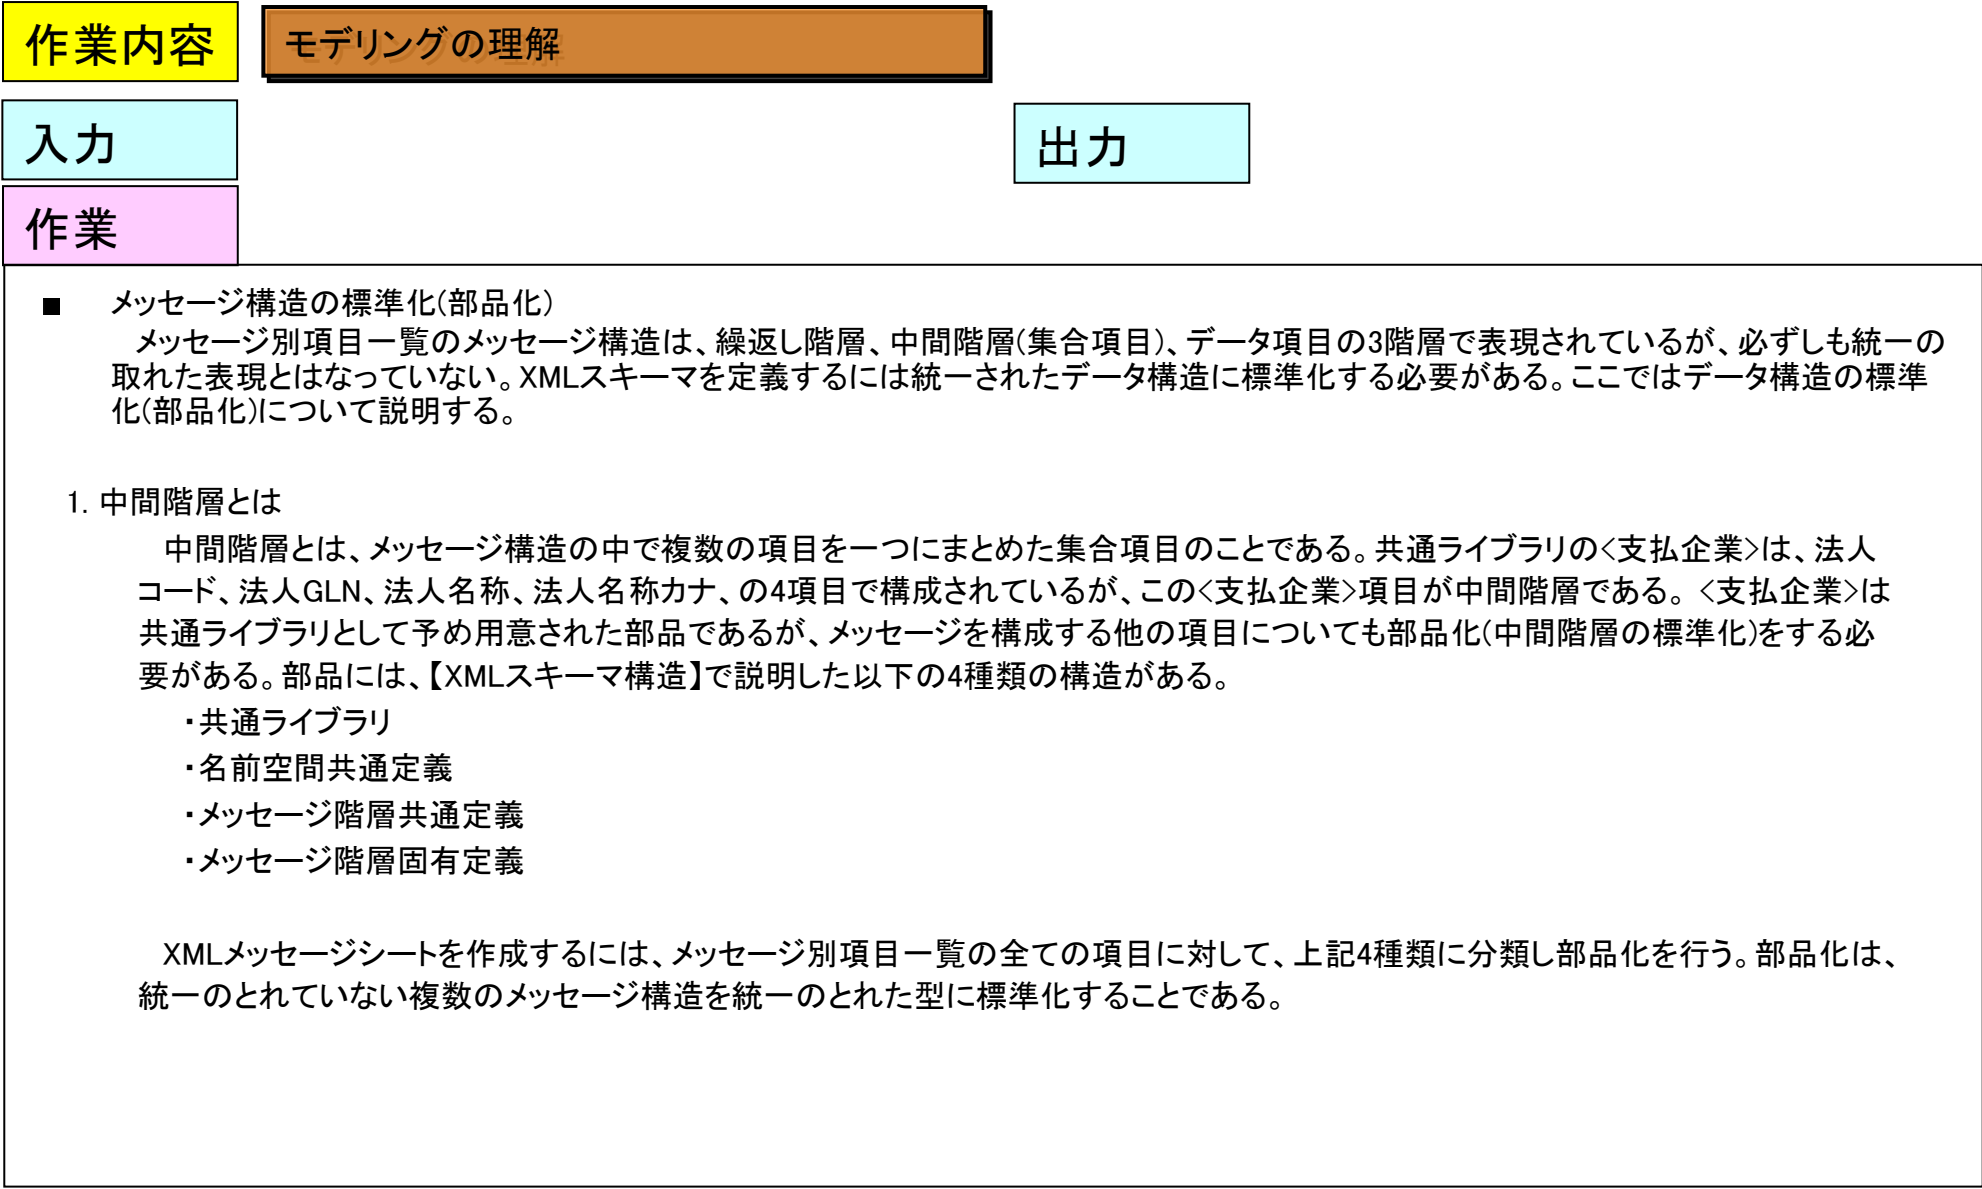 作業内容
モデリングの理解
入力
出力
作業
■ メッセージ構造の標準化(部品化)
メッセージ別項目一覧のメッセージ構造は、繰返し階層、中間階層(集合項目)、データ項目の3階層で表現されているが、必ずしも統一の
取れた表現とはなっていない。XMLスキーマを定義するには統一されたデータ構造に標準化する必要がある。ここではデータ構造の標準
化(部品化)について説明する。
1. 中間階層とは
中間階層とは、メッセージ構造の中で複数の項目を一つにまとめた集合項目のことである。共通ライブラリの<支払企業>は、法人
コード、法人GLN、法人名称、法人名称カナ、の4項目で構成されているが、この<支払企業>項目が中間階層である。<支払企業>は
共通ライブラリとして予め用意された部品であるが、メッセージを構成する他の項目についても部品化(中間階層の標準化)をする必
要がある。部品には、【XMLスキーマ構造】で説明した以下の4種類の構造がある。
・共通ライブラリ
・名前空間共通定義
・メッセージ階層共通定義
・メッセージ階層固有定義
XMLメッセージシートを作成するには、メッセージ別項目一覧の全ての項目に対して、上記4種類に分類し部品化を行う。部品化は、
統一のとれていない複数のメッセージ構造を統一のとれた型に標準化することである。